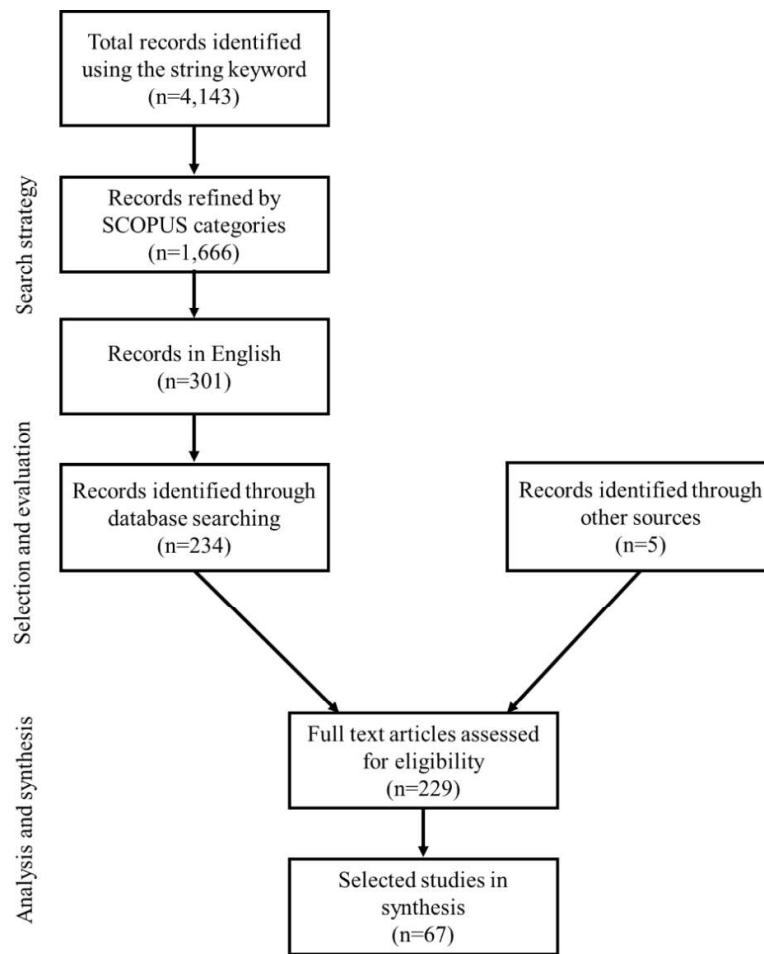 Total records identified
using the string keyword
(n=4,143)
Search strategy
Records refined by
SCOPUS categories
(n=1,666)
Records in English
(n=301)
Selection and evaluation
Records identified through
database searching
(n=234)
Records identified through
other sources
(n=5)
Analysis and synthesis
Full text articles assessed
for eligibility
(n=229)
Selected studies in
synthesis
(n=67)